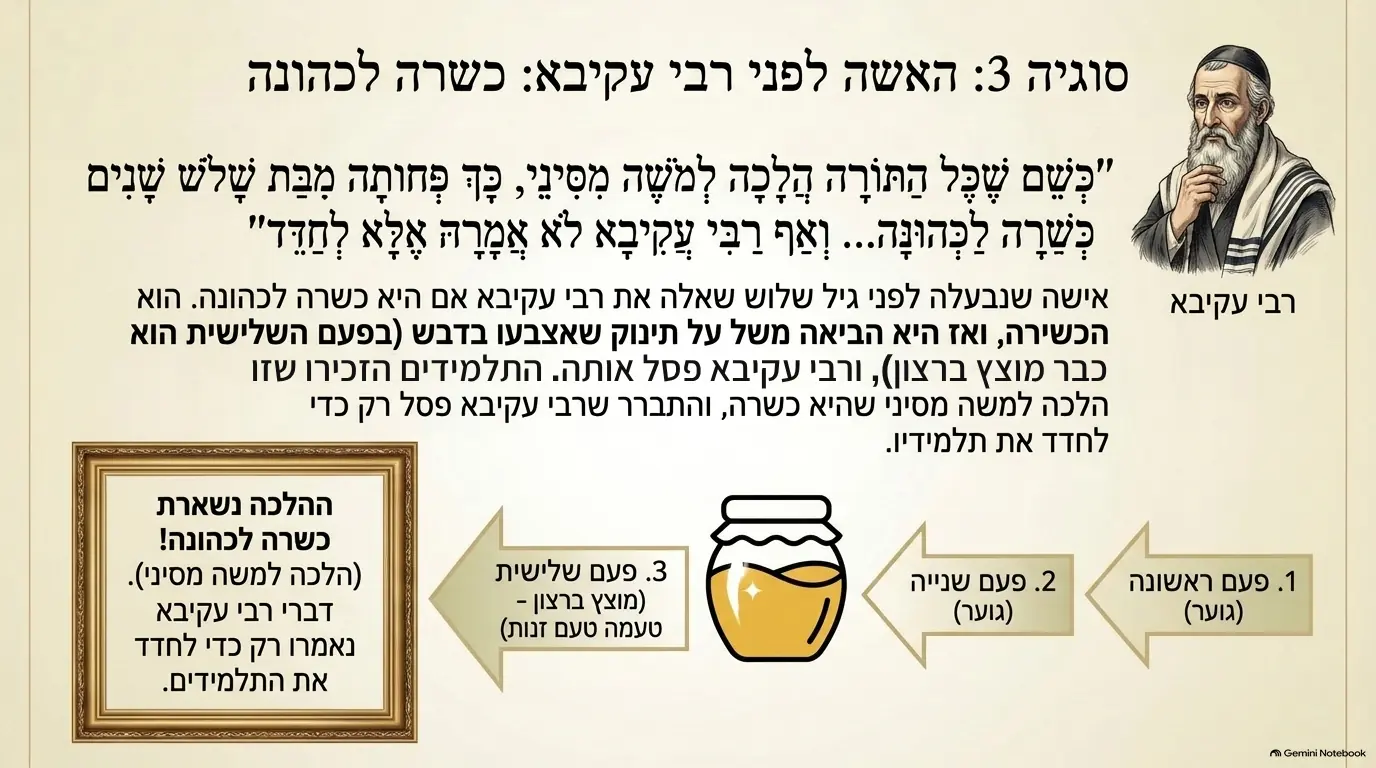 סוגיה 3: האשה לפני רבי עקיבא: כשרה לכהונה
"כְּשֵׁם שֶׁכׇּל הַתּוֹרָה הֲלָכָה לְמֹשֶׁה מִסִּינַי, כָּךְ פְּחוּתָה מִבַּת שָׁלֹשׁ שָׁנִים
כְּשֵׁרָה לַכְּהוּנָּה... וְאַף רַבִּי עֲקִיבָא לֹא אֲמָרָהּ אֶלָּא לְחַדֵּד"
רבי עקיבא
אישה שנבעלה לפני גיל שלוש שאלה את רבי עקיבא אם היא כשרה לכהונה. הוא
הכשירה, ואז היא הביאה משל על תינוק שאצבעו בדבש (בפעם השלישית הוא
כבר מוצץ ברצון), ורבי עקיבא פסל אותה. התלמידים הזכירו שזו
הלכה למשה מסיני שהיא כשרה, והתברר שרבי עקיבא פסל רק כדי
לחדד את תלמידיו.
1. פעם ראשונה
(גוער)
2. פעם שנייה
(גוער)
3. פעם שלישית
(מוצץ ברצון -
טעמה טעם זנות)
ההלכה נשארת
כשרה לכהונה!
(הלכה למשה מסיני).
דברי רבי עקיבא
נאמרו רק כדי לחדד
את התלמידים.
Gemini Notebook